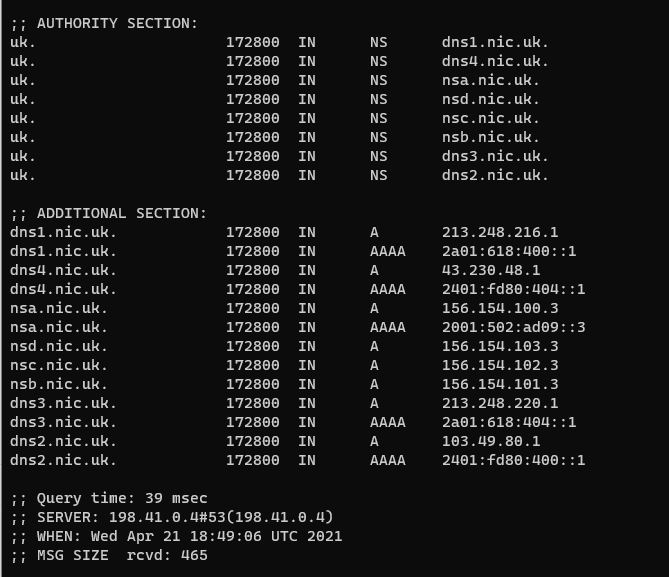 ;; AUTHORITY SECTION:
uk. 172800 IN NS dns1.nic.uk.
uk. 172800 IN NS dns4.nic.uk.
uk. 172800 IN NS nsa.nic.uk.
uk. 172800 IN NS nsd.nic.uk.
uk. 172800 IN NS nsc.nic.uk.
uk. 172800 IN NS nsb.nic.uk.
uk. 172800 IN NS dns3.nic.uk.
uk. 172800 IN NS dns2.nic.uk.
;; ADDITIONAL SECTION:
dns1.nic.uk. 172800 IN A 213.248.216.1
dns1.nic.uk. 172800 IN AAAA 2a01:618:400::1
dns4.nic.uk. 172800 IN A 43.230.48.1
dns4.nic.uk. 172800 IN AAAA 2401:fd80:404::1
nsa.nic.uk. 172800 IN A 156.154.100.3
nsa.nic.uk. 172800 IN AAAA 2001:502:ad09::3
nsd.nic.uk. 172800 IN A 156.154.103.3
nsc.nic.uk. 172800 IN A 156.154.102.3
nsb.nic.uk. 172800 IN A 156.154.101.3
dns3.nic.uk. 172800 IN A 213.248.220.1
dns3.nic.uk. 172800 IN AAAA 2a01:618:404::1
dns2.nic.uk. 172800 IN A 103.49.80.1
dns2.nic.uk. 172800 IN AAAA 2401:fd80:400::1
;; Query time: 39 msec
;; SERVER: 198.41.0.4#53(198.41.0.4)
;; WHEN: Wed Apr 21 18:49:06 UTC 2021
;; MSG SIZE  rcvd: 465